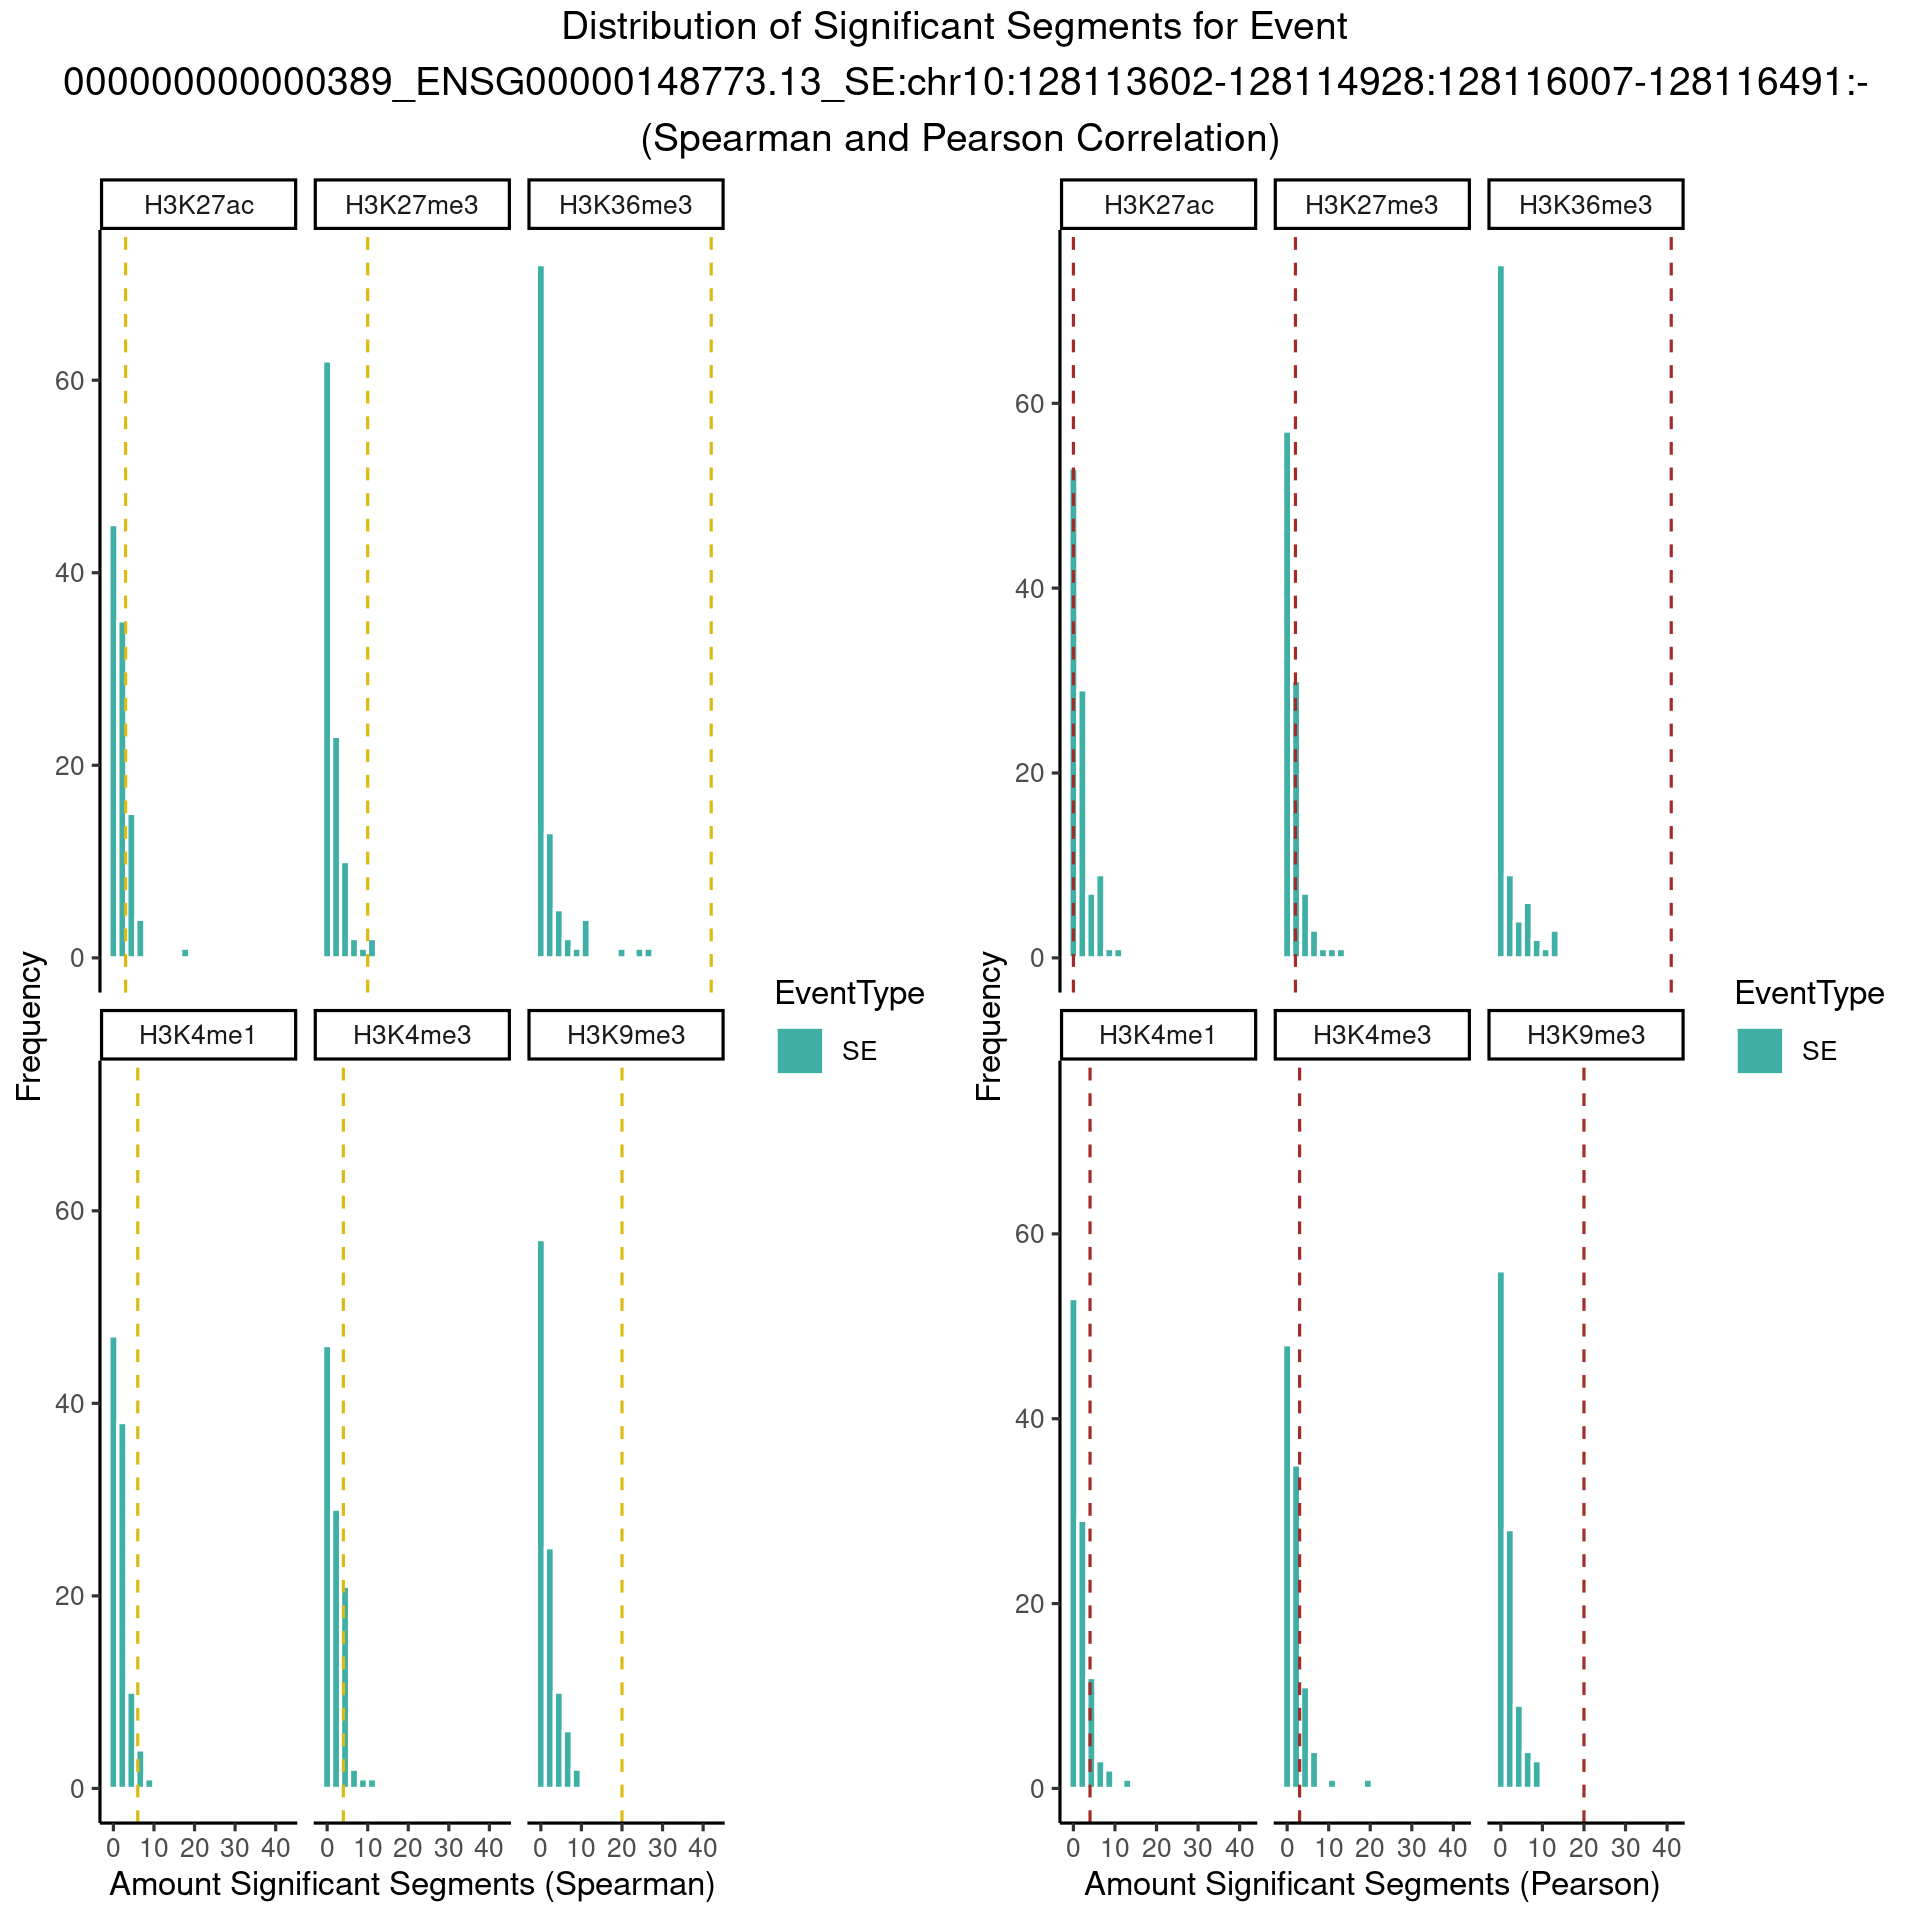 Distribution of Significant Segments for Event
000000000000389_ENSG00000148773.13_SE:chr10:128113602-128114928:128116007-128116491:-
(Spearman and Pearson Correlation)
H3K27ac H3K27me3 H3K36me3
60
40
20
0
H3K4me1 H3K4me3 H3K9me3
60
40
20
0
0 10 20 30 40 0 10 20 30 40 0 10 20 30 40
Amount Significant Segments (Spearman)
Frequency
EventType
SE
H3K27ac H3K27me3 H3K36me3
60
40
20
0
H3K4me1 H3K4me3 H3K9me3
60
40
20
0
0 10 20 30 40 0 10 20 30 40 0 10 20 30 40
Amount Significant Segments (Pearson)
Frequency
EventType
SE